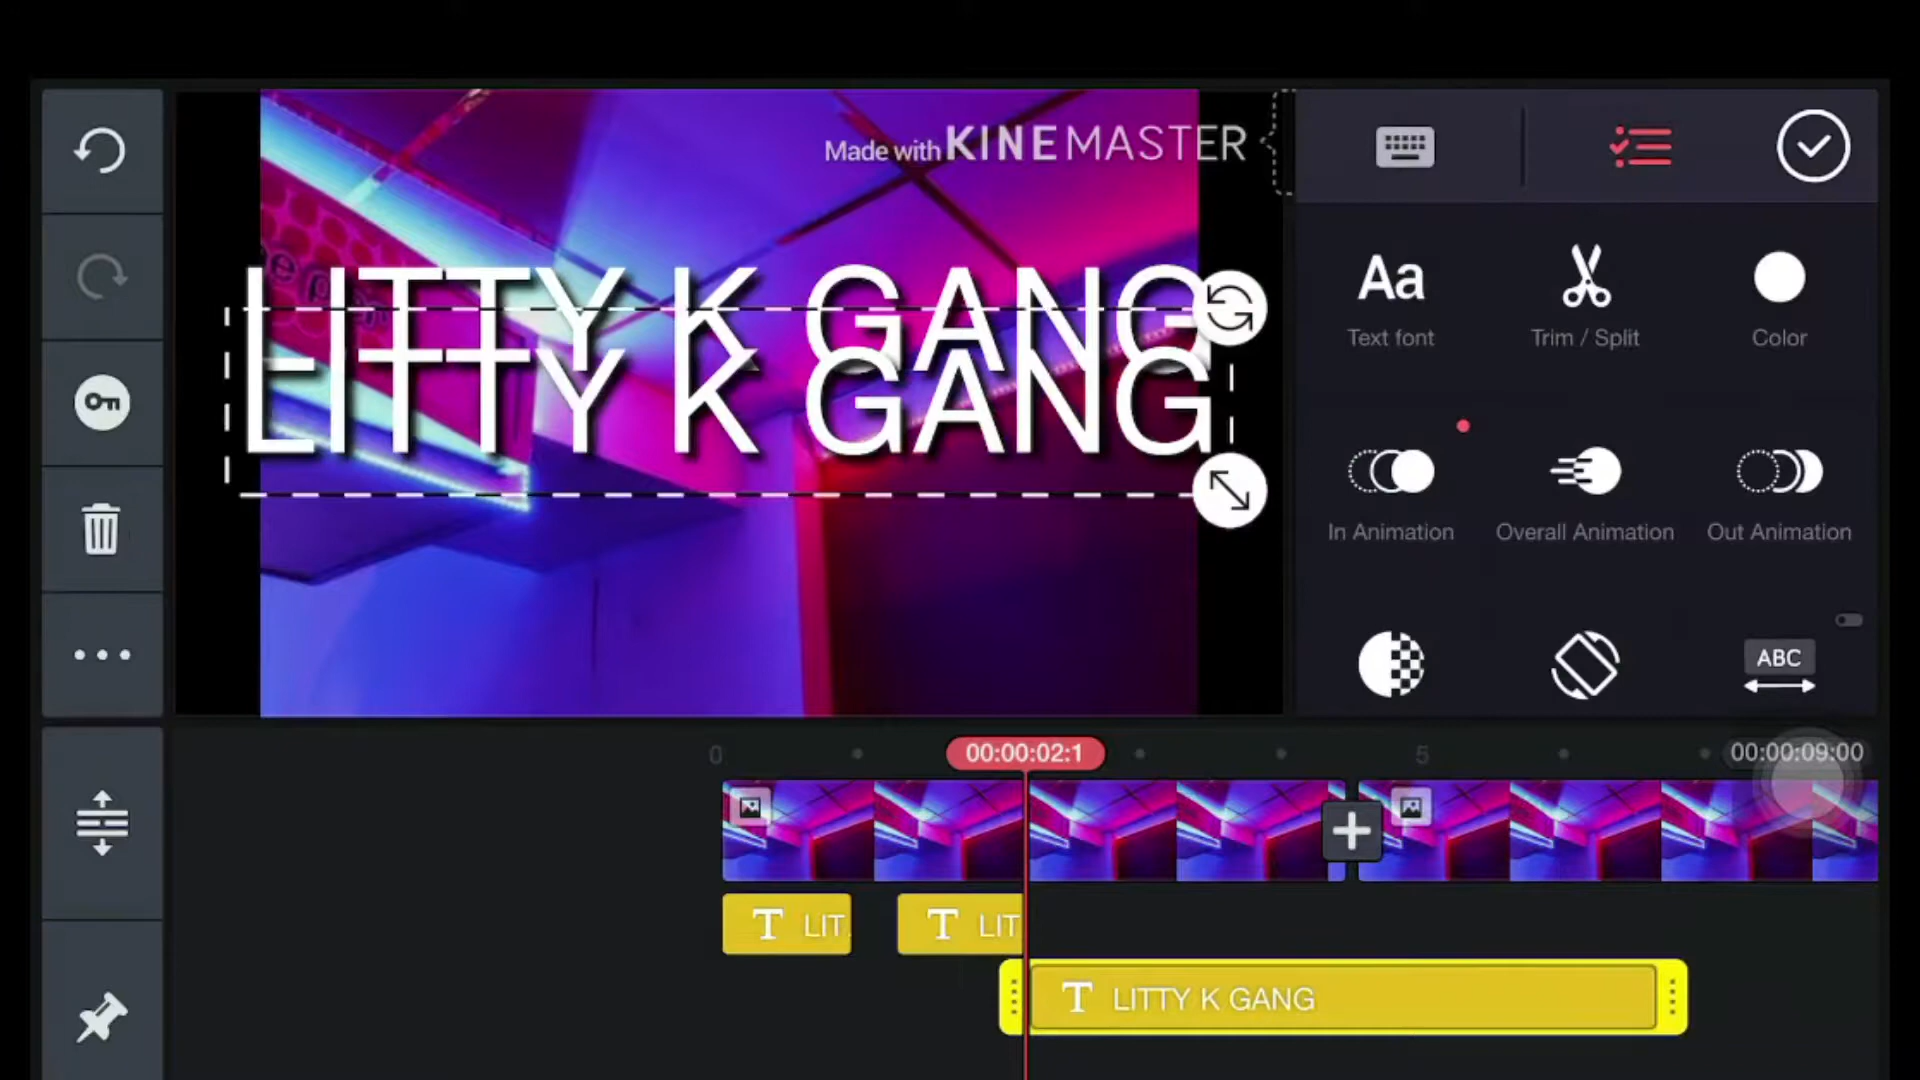 Made with KINEMASTER
LITTY K GANG
LITTY K GANG
Aa
Text font
Trim / Split
Color
In Animation
Overall Animation
Out Animation
ABC
0
00:00:02:1
5
00:00:09:00
T LIT
T LIT
T LITTY K GANG